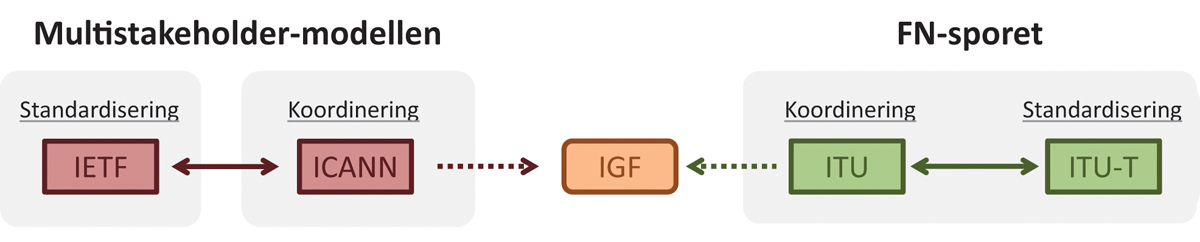 Multistakeholder-modellen
FN-sporet
Standardisering
Koordinering
Koordinering
Standardisering
IETF
ICANN
IGF
ITU
ITU-T